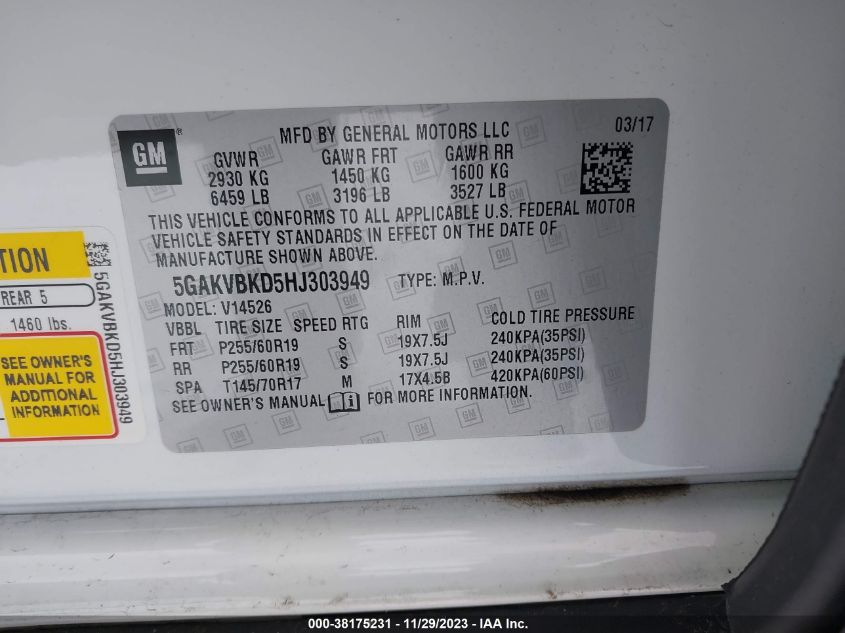 GM
®
MFD BY GENERAL MOTORS LLC
03/17
GVWR GAWR FRT GAWR RR
2930 KG 1450 KG 1600 KG
6459 LB 3196 LB 3527 LB
THIS VEHICLE CONFORMS TO ALL APPLICABLE U.S. FEDERAL MOTOR
VEHICLE SAFETY STANDARDS IN EFFECT ON THE DATE OF
MANUFACTURE SHOWN ABOVE.
5GAKVBKD5HJ303949 TYPE: M.P.V.
MODEL: V14526
VBBL TIRE SIZE SPEED RTG RIM COLD TIRE PRESSURE
FRT P255/60R19 S 19X7.5J 240KPA(35PSI)
RR P255/60R19 S 19X7.5J 240KPA(35PSI)
SPA T145/70R17 M 17X4.5B 420KPA(60PSI)
SEE OWNER'S MANUAL i FOR MORE INFORMATION.
TION
REAR 5
1460 lbs.
SEE OWNER'S
MANUAL FOR
ADDITIONAL
INFORMATION
5GAKVBKD5HJ303949
000-38175231 - 11/29/2023 - IAA Inc.